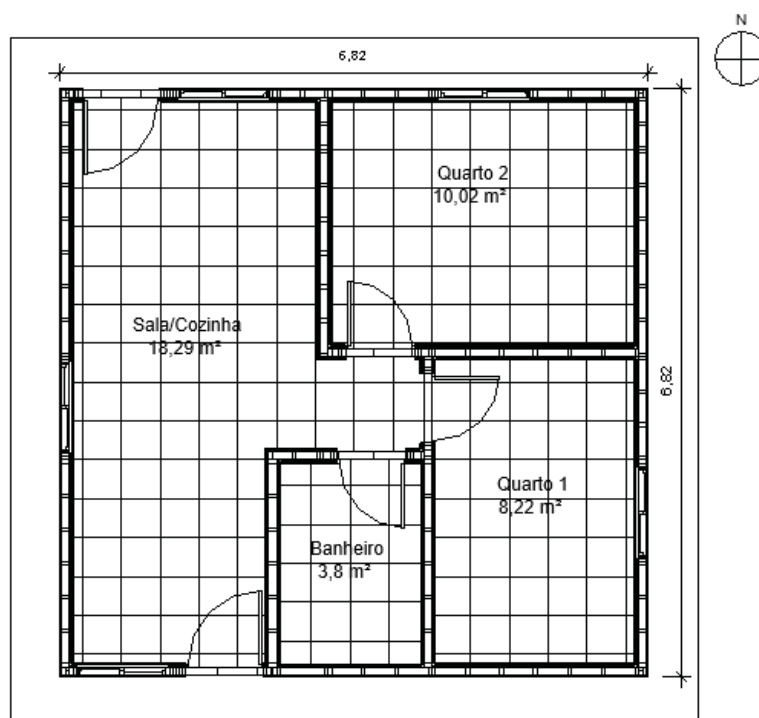 N
6,82
Quarto 2
10,02 m²
Sala/Cozinha
18,29 m²
6,82
Quarto 1
8,22 m²
Banheiro
3,8 m²